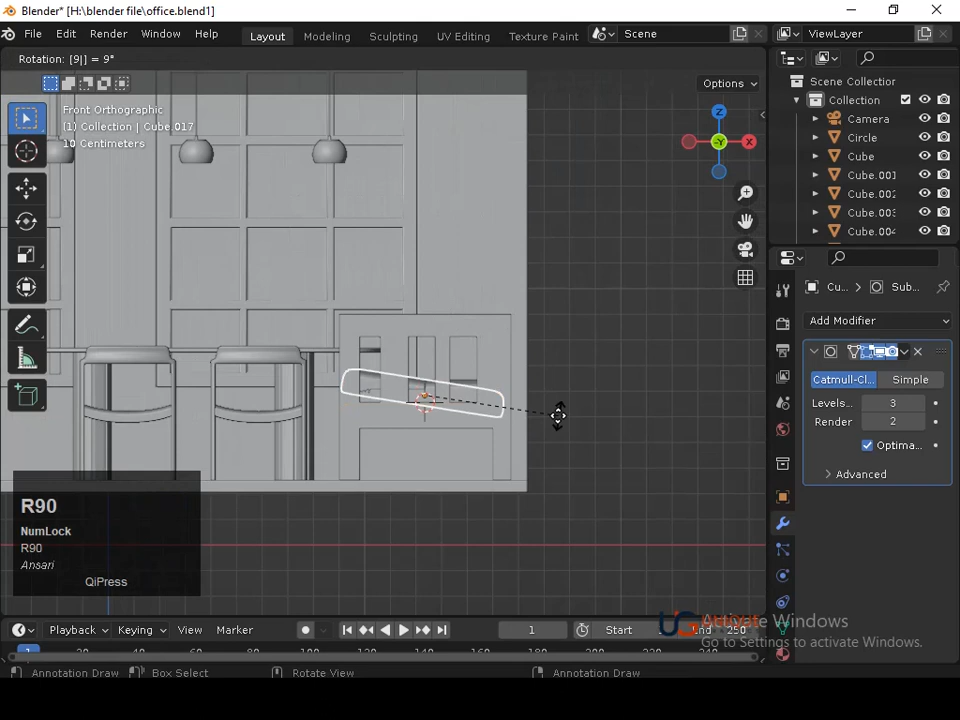 Blender* [H:\blender file\office.blend1]
File Edit Render Window Help Layout Modeling Sculpting UV Editing Texture Paint Scene ViewLayer
Rotation: [9|] = 9°
Options
Front Orthographic
(1) Collection | Cube.017
10 Centimeters
Z
X
-Y
Scene Collection
Collection
Camera
Circle
Cube
Cube.001
Cube.002
Cube.003
Cube.004
Cu... Sub...
Add Modifier
Catmull-Cl... Simple
Levels... 3
Render 2
Optima...
Advanced
R90
NumLock
R90
Ansari
QiPress
Playback Keying View Marker 1 Start End 250
Activate Windows
Go to Settings to activate Windows.
Annotation Draw Box Select Rotate View Annotation Draw